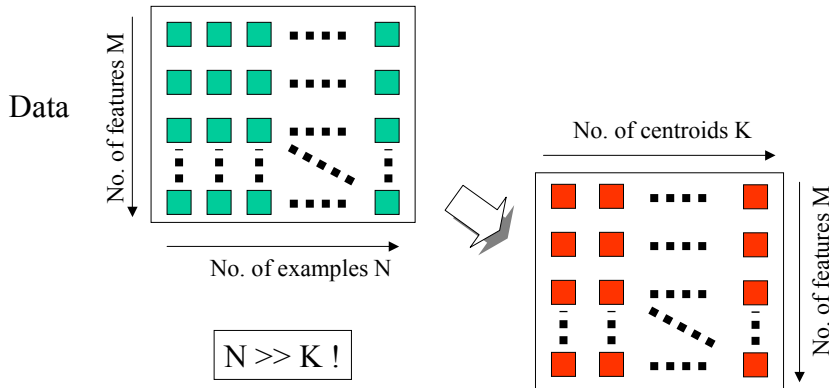 No. of features M
Data
No. of examples N
N >> K !
No. of centroids K
No. of features M